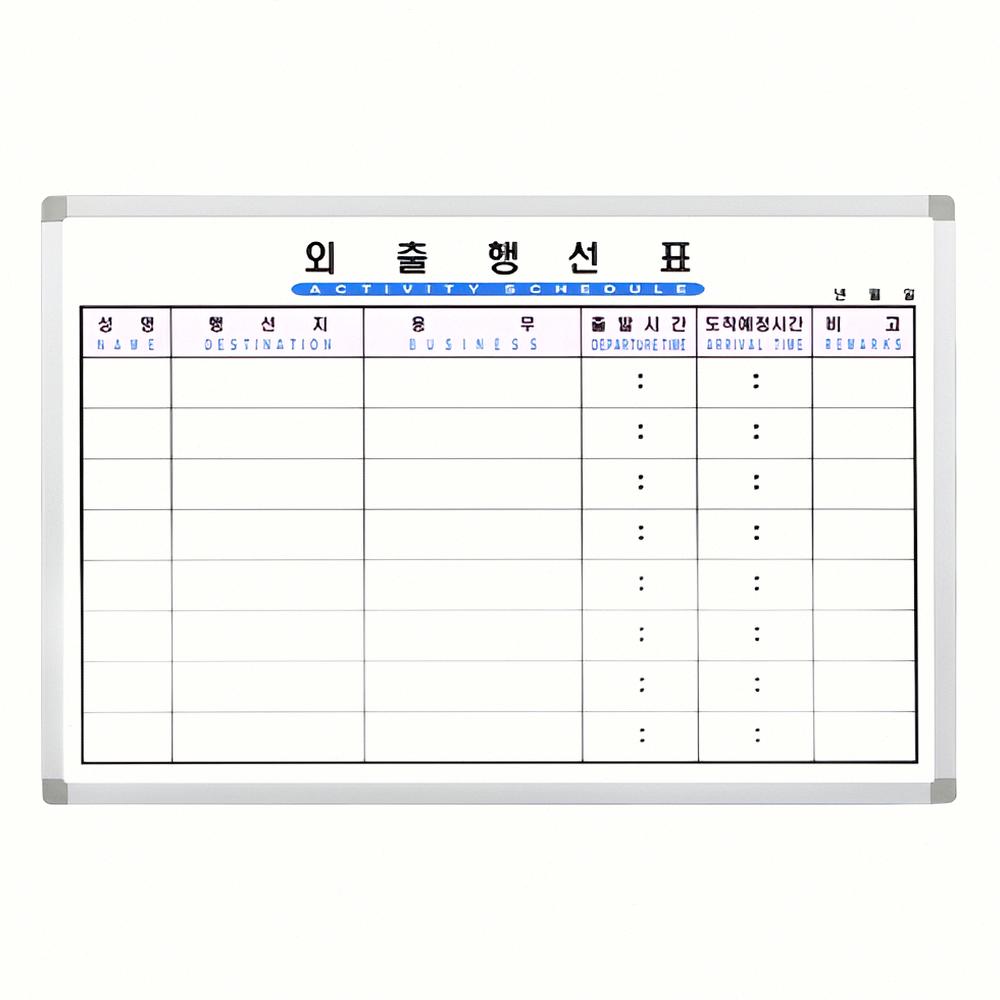 외 출 행 선 표
ACTIVITY SCHEDULE
년 월 일
성 명 행 선 지 용 무 출 발 시 간 도착예정시간 비 고
NAME DESTINATION BUSINESS DEPARTURE TIME ARRIVAL TIME REMARKS
: :
: :
: :
: :
: :
: :
: :
: :